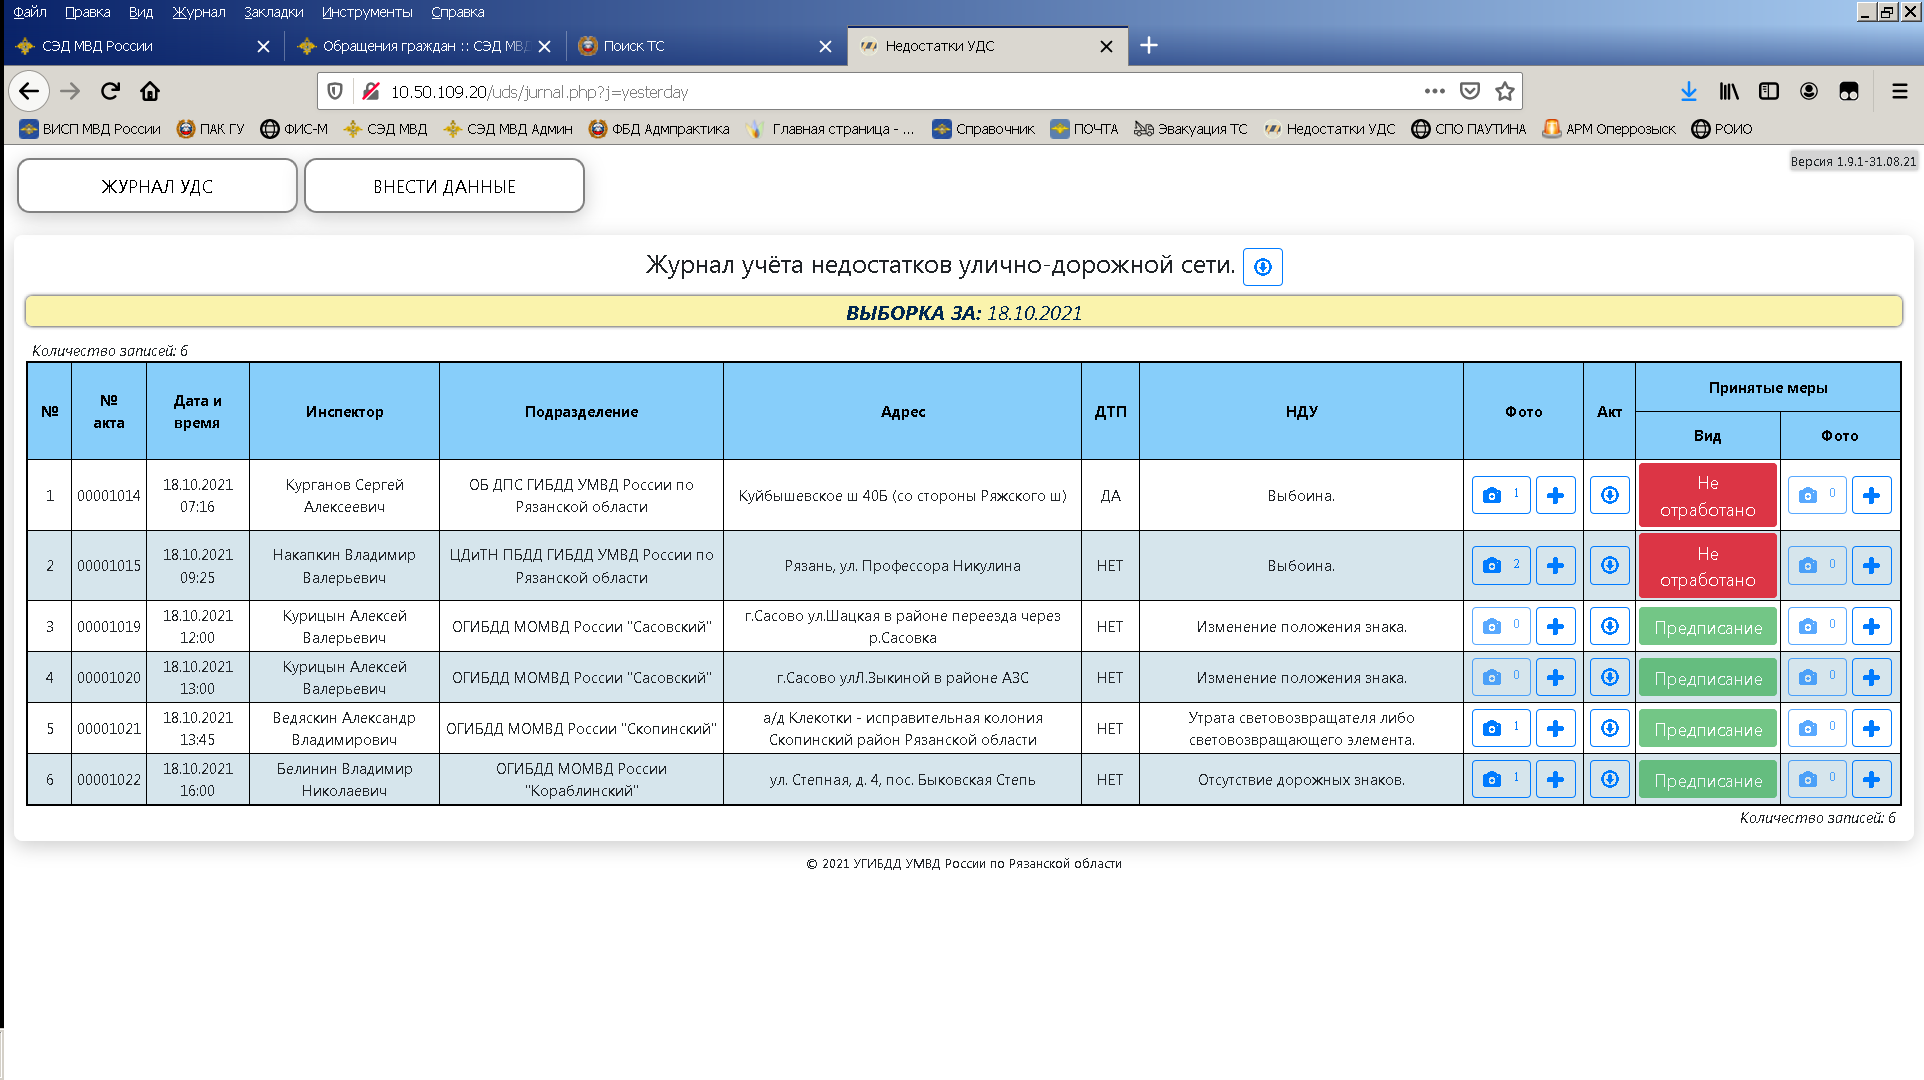 Файл Правка Вид Журнал Закладки Инструменты Справка
СЭД МВД России
Обращения граждан :: СЭД МВД
Поиск ТС
Недостатки УДС
10.50.109.20/uds/jurnal.php?j=yesterday
ВИСП МВД России ПАК ГУ ФИС-М СЭД МВД СЭД МВД Админ ФБД Адмпрактика Главная страница - ... Справочник ПОЧТА Эвакуация ТС Недостатки УДС СПО ПАУТИНА АРМ Оперрозыск РОИО
Версия 1.9.1-31.08.21
ЖУРНАЛ УДС
ВНЕСТИ ДАННЫЕ
Журнал учёта недостатков улично-дорожной сети.
ВЫБОРКА ЗА: 18.10.2021
Количество записей: 6
№
№
акта
Дата и
время
Инспектор
Подразделение
Адрес
ДТП
НДУ
Фото
Акт
Принятые меры
Вид
Фото
1
00001014
18.10.2021
07:16
Курганов Сергей
Алексеевич
ОБ ДПС ГИБДД УМВД России по
Рязанской области
Куйбышевское ш 40Б (со стороны Ряжского ш)
ДА
Выбоина.
1
Не
отработано
0
2
00001015
18.10.2021
09:25
Накапкин Владимир
Валерьевич
ЦДиТН ПБДД ГИБДД УМВД России по
Рязанской области
Рязань, ул. Профессора Никулина
НЕТ
Выбоина.
2
Не
отработано
0
3
00001019
18.10.2021
12:00
Курицын Алексей
Валерьевич
ОГИБДД МОМВД России "Сасовский"
г.Сасово ул.Шацкая в районе переезда через
р.Сасовка
НЕТ
Изменение положения знака.
0
Предписание
0
4
00001020
18.10.2021
13:00
Курицын Алексей
Валерьевич
ОГИБДД МОМВД России "Сасовский"
г.Сасово улЛ.Зыкиной в районе АЗС
НЕТ
Изменение положения знака.
0
Предписание
0
5
00001021
18.10.2021
13:45
Ведяскин Александр
Владимирович
ОГИБДД МОМВД России "Скопинский"
а/д Клекотки - исправительная колония
Скопинский район Рязанской области
НЕТ
Утрата световозвращателя либо
световозвращающего элемента.
1
Предписание
0
6
00001022
18.10.2021
16:00
Белинин Владимир
Николаевич
ОГИБДД МОМВД России
"Кораблинский"
ул. Степная, д. 4, пос. Быковская Степь
НЕТ
Отсутствие дорожных знаков.
1
Предписание
0
Количество записей: 6
© 2021 УГИБДД УМВД России по Рязанской области